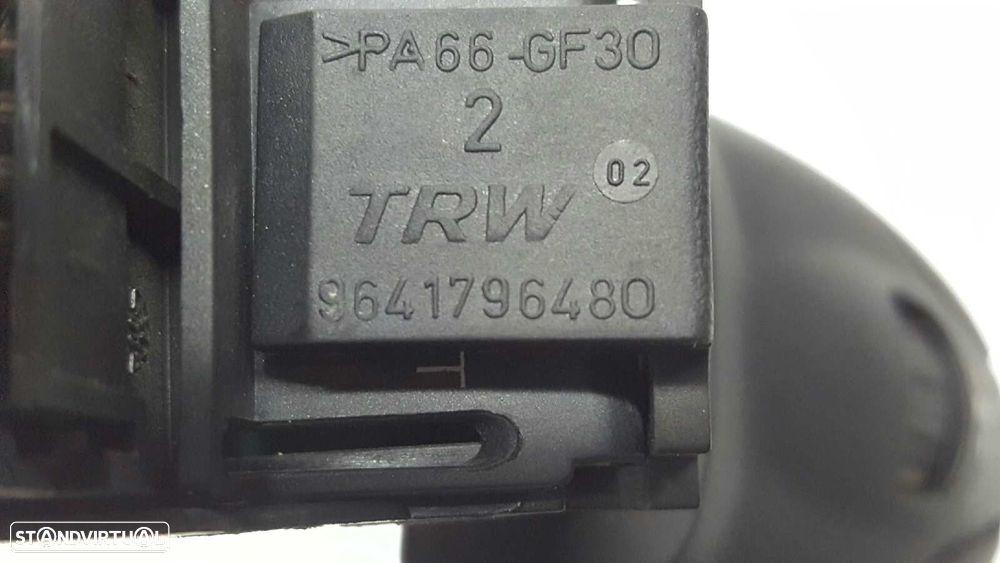 >PA66-GF30
2
02
TRW
9641796480
STANDVIRTUAL